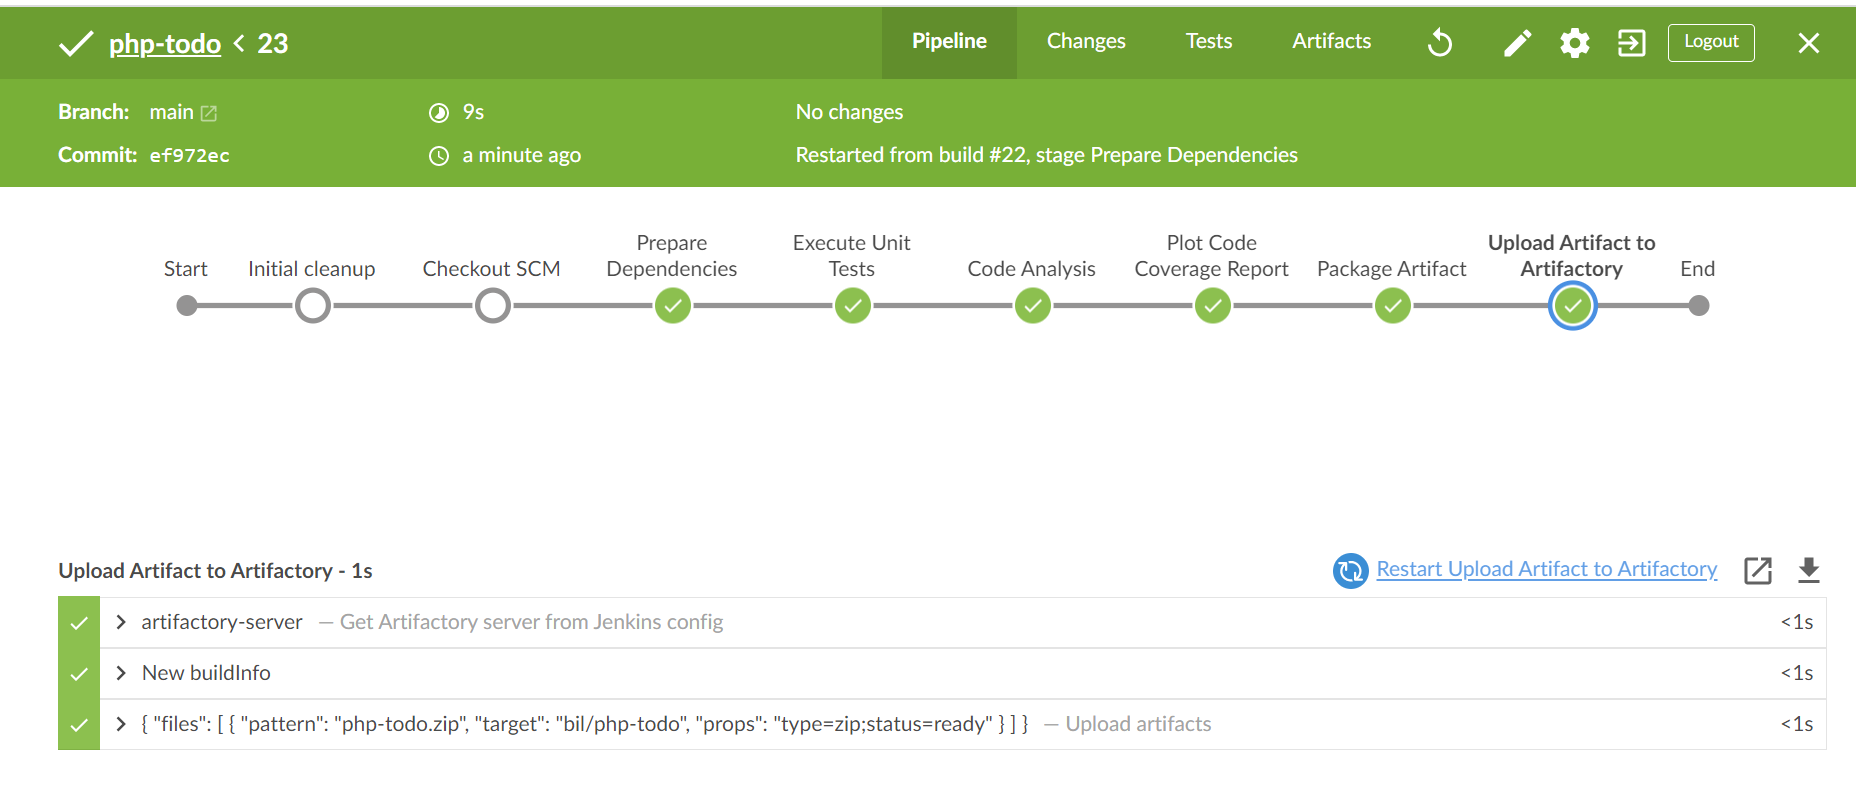 php-todo < 23
Pipeline
Changes
Tests
Artifacts
Logout
Branch: main
9s
No changes
Commit: ef972ec
a minute ago
Restarted from build #22, stage Prepare Dependencies
Start
Initial cleanup
Checkout SCM
Prepare
Dependencies
Execute Unit
Tests
Code Analysis
Plot Code
Coverage Report
Package Artifact
Upload Artifact to
Artifactory
End
Upload Artifact to Artifactory - 1s
Restart Upload Artifact to Artifactory
artifactory-server — Get Artifactory server from Jenkins config <1s
New buildInfo <1s
{ "files": [ { "pattern": "php-todo.zip", "target": "bil/php-todo", "props": "type=zip;status=ready" } ] } — Upload artifacts <1s